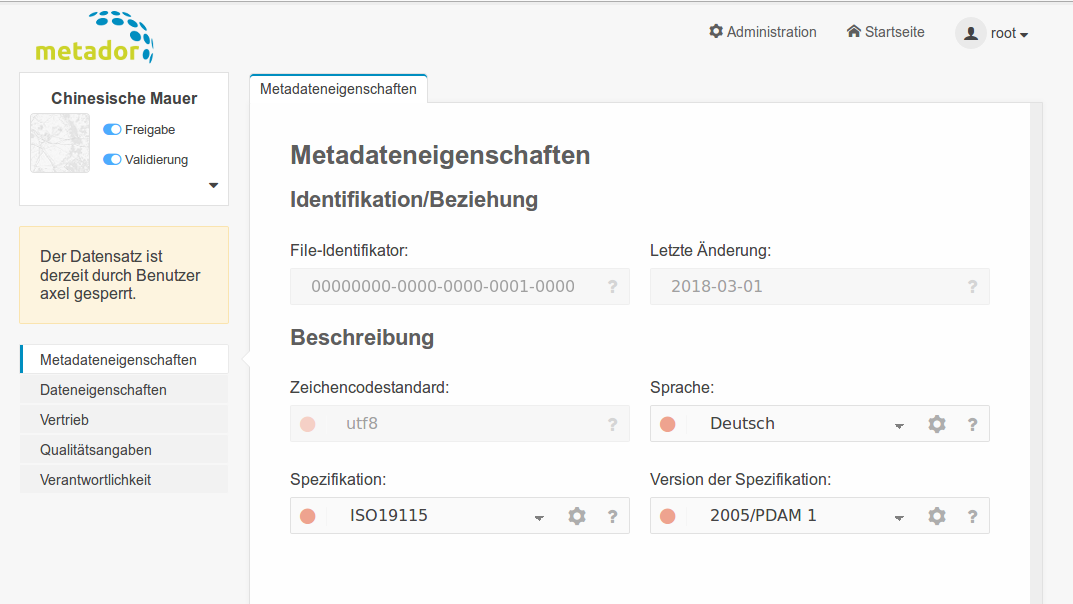 metador
Administration
Startseite
root
Chinesische Mauer
Freigabe
Validierung
Der Datensatz ist
derzeit durch Benutzer
axel gesperrt.
Metadateneigenschaften
Dateneigenschaften
Vertrieb
Qualitätsangaben
Verantwortlichkeit
Metadateneigenschaften
Metadateneigenschaften
Identifikation/Beziehung
File-Identifikator:
00000000-0000-0000-0001-0000
?
Letzte Änderung:
2018-03-01
?
Beschreibung
Zeichencodestandard:
utf8
?
Sprache:
Deutsch
?
Spezifikation:
ISO19115
?
Version der Spezifikation:
2005/PDAM 1
?